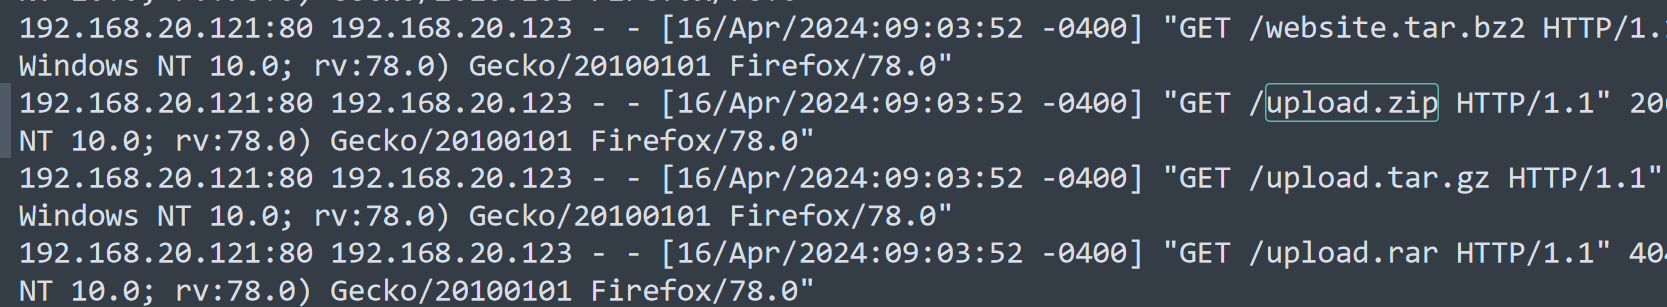 192.168.20.121:80 192.168.20.123 - - [16/Apr/2024:09:03:52 -0400] "GET /website.tar.bz2 HTTP/1.
Windows NT 10.0; rv:78.0) Gecko/20100101 Firefox/78.0"
192.168.20.121:80 192.168.20.123 - - [16/Apr/2024:09:03:52 -0400] "GET /upload.zip HTTP/1.1" 20
NT 10.0; rv:78.0) Gecko/20100101 Firefox/78.0"
192.168.20.121:80 192.168.20.123 - - [16/Apr/2024:09:03:52 -0400] "GET /upload.tar.gz HTTP/1.1"
Windows NT 10.0; rv:78.0) Gecko/20100101 Firefox/78.0"
192.168.20.121:80 192.168.20.123 - - [16/Apr/2024:09:03:52 -0400] "GET /upload.rar HTTP/1.1" 40
NT 10.0; rv:78.0) Gecko/20100101 Firefox/78.0"